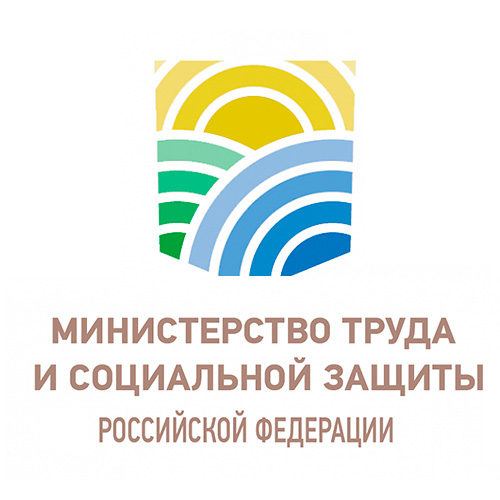 МИНИСТЕРСТВО ТРУДА
И СОЦИАЛЬНОЙ ЗАЩИТЫ
РОССИЙСКОЙ ФЕДЕРАЦИИ